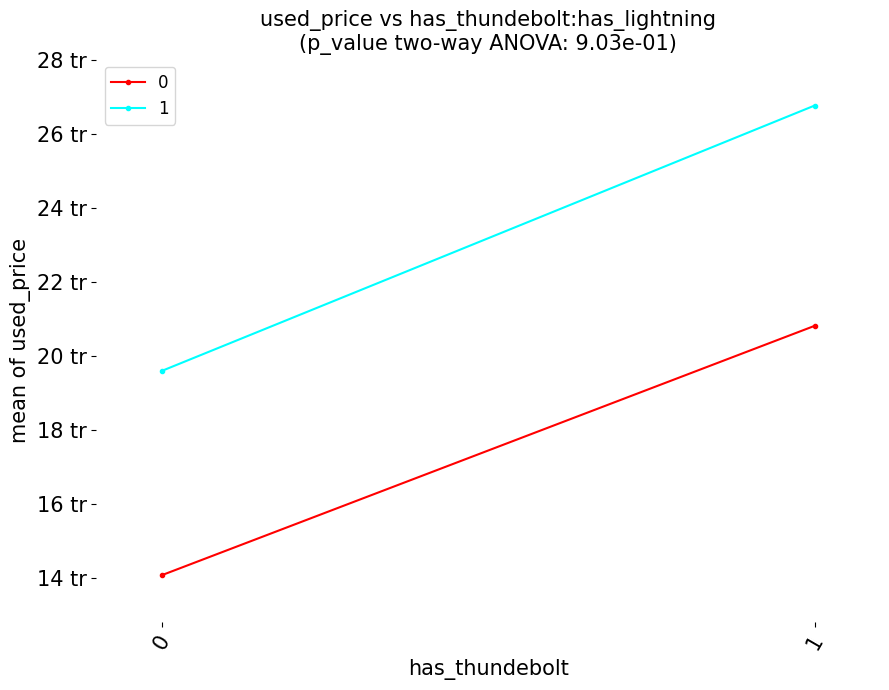 used_price vs has_thundebolt:has_lightning
(p_value two-way ANOVA: 9.03e-01)
28 tr
26 tr
24 tr
22 tr
20 tr
18 tr
16 tr
14 tr
mean of used_price
0
1
0
1
has_thundebolt